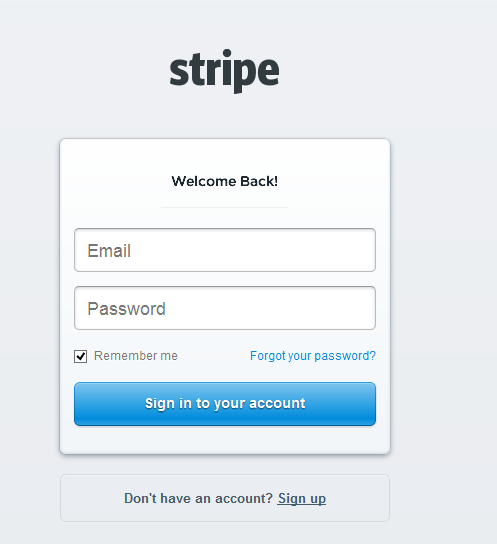 stripe
Welcome Back!
Email
Password
Remember me Forgot your password?
Sign in to your account
Don't have an account? Sign up